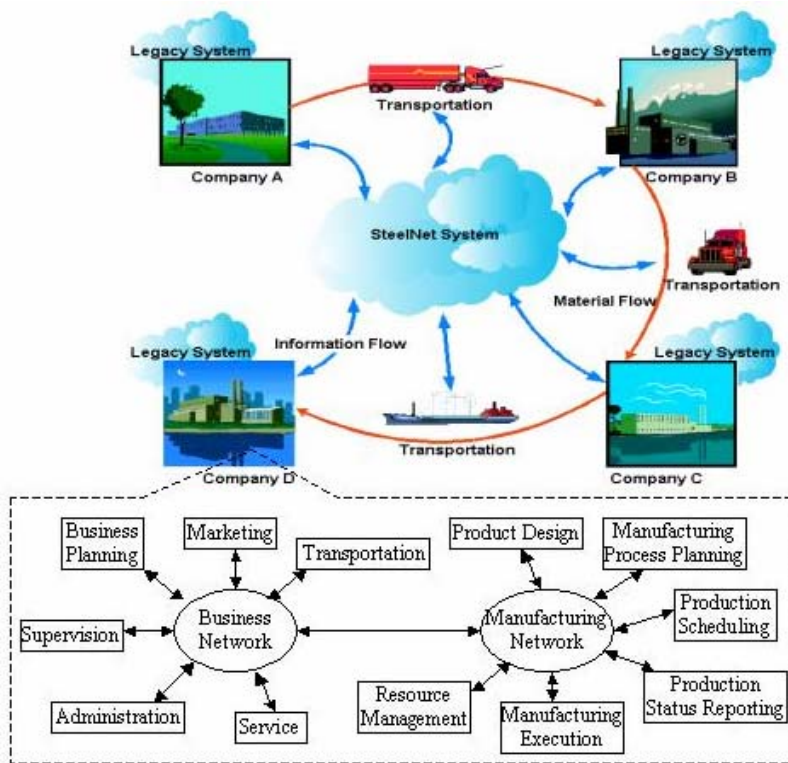 Legacy System
Legacy System
Transportation
Company A
Company B
SteelNet System
Transportation
Material Flow
Information Flow
Legacy System
Legacy System
Transportation
Company D
Company C
Business
Planning
Marketing
Transportation
Product Design
Manufacturing
Process Planning
Business
Network
Manufacturing
Network
Production
Scheduling
Supervision
Administration
Service
Resource
Management
Manufacturing
Execution
Production
Status Reporting